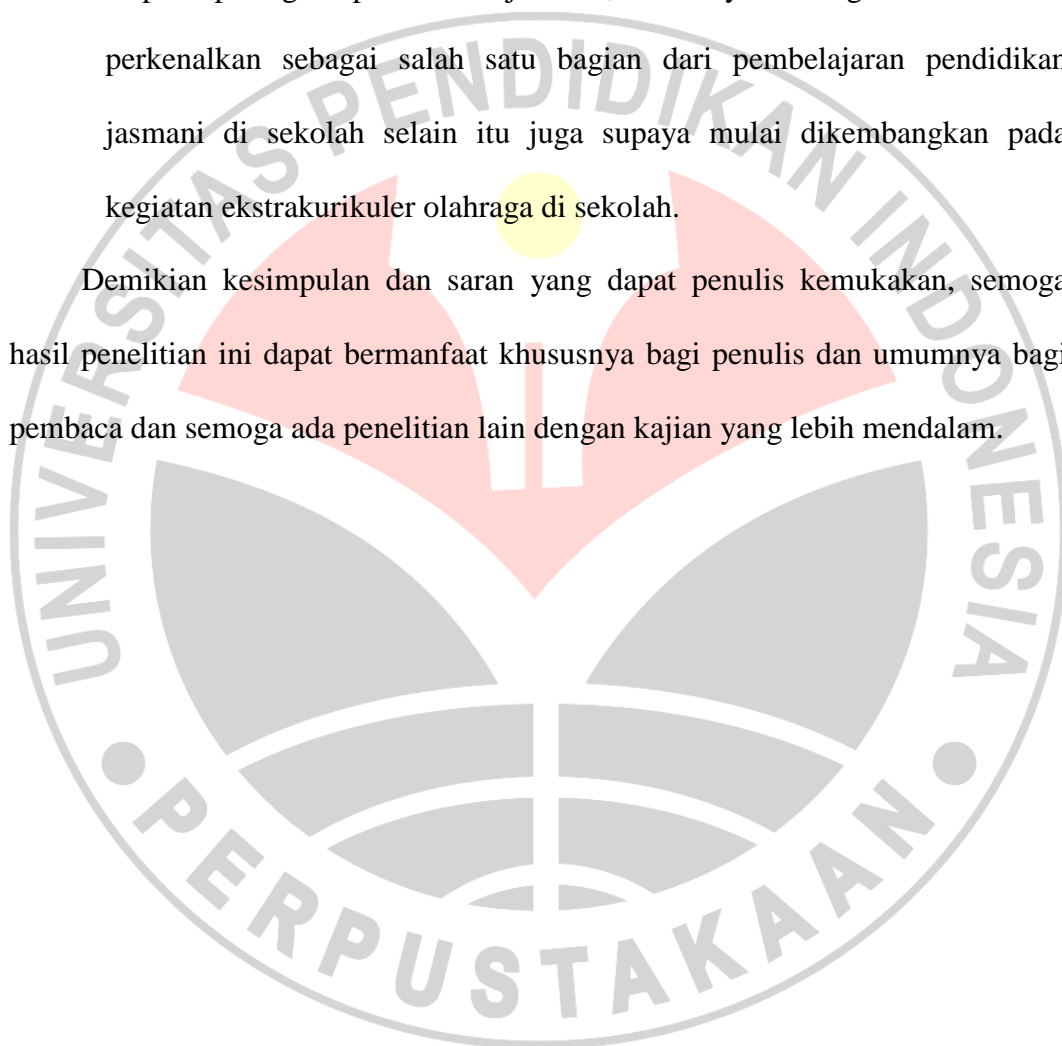 perkenalkan sebagai salah satu bagian dari pembelajaran pendidikan
jasmani di sekolah selain itu juga supaya mulai dikembangkan pada
kegiatan ekstrakurikuler olahraga di sekolah.
Demikian kesimpulan dan saran yang dapat penulis kemukakan, semoga
hasil penelitian ini dapat bermanfaat khususnya bagi penulis dan umumnya bagi
pembaca dan semoga ada penelitian lain dengan kajian yang lebih mendalam.
UNIVERSITAS PENDIDIKAN INDONESIA
PERPUSTAKAAN